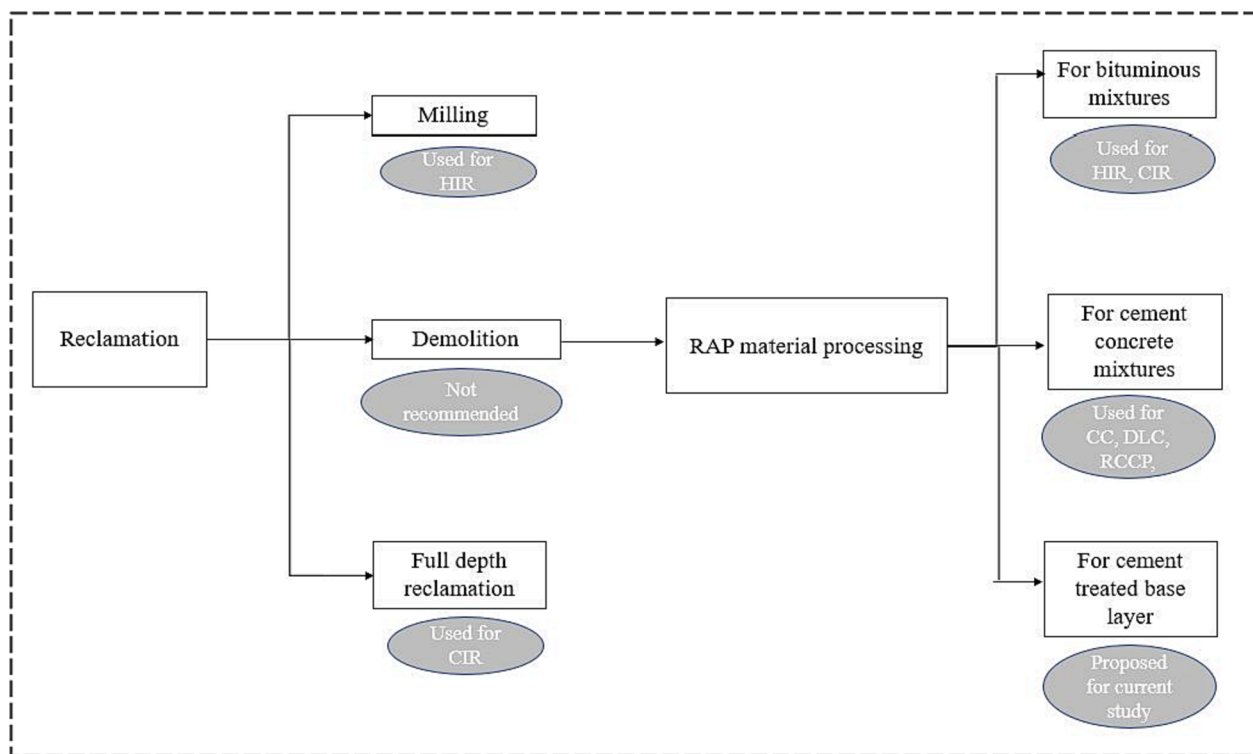 Reclamation
Milling
Used for
HIR
Demolition
Not
recommended
Full depth
reclamation
Used for
CIR
RAP material processing
For bituminous
mixtures
Used for
HIR, CIR
For cement
concrete
mixtures
Used for
CC, DLC,
RCCP,
For cement
treated base
layer
Proposed
for current
study